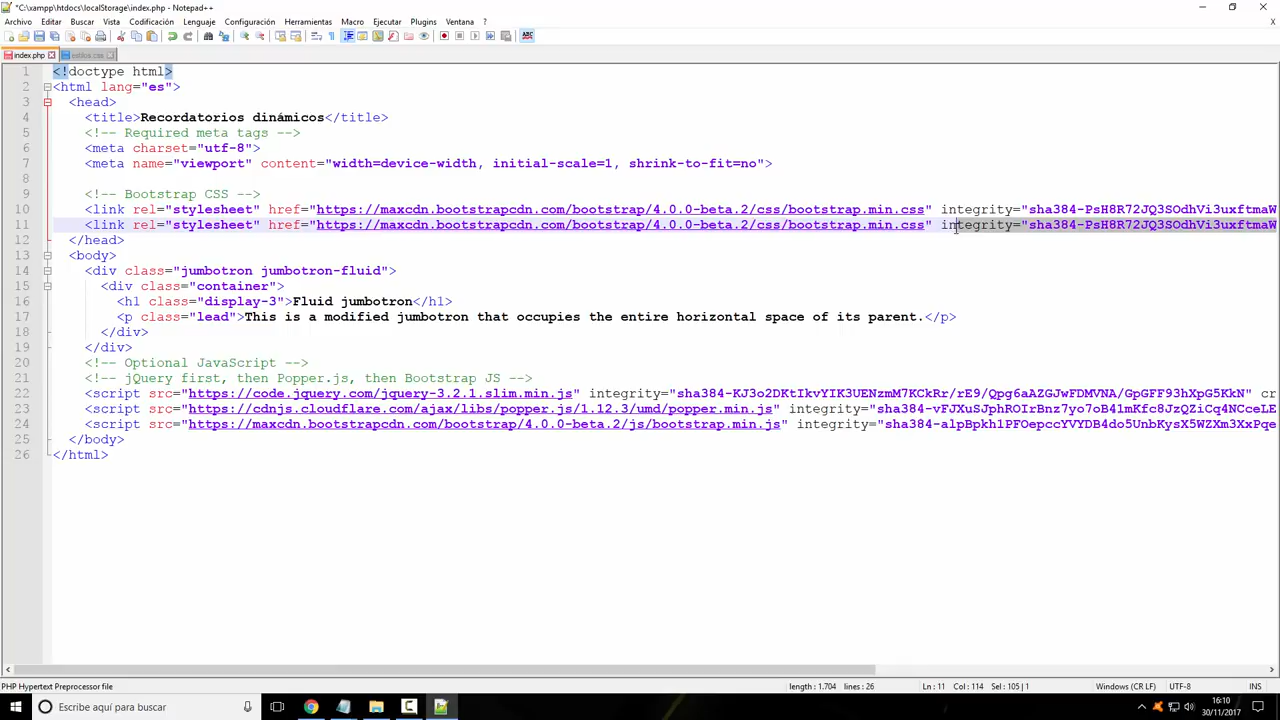 *C:\xampp\htdocs\localStorage\index.php - Notepad++
Archivo Editar Buscar Vista Codificación Lenguaje Configuración Herramientas Macro Ejecutar Plugins Ventana ?
X
index.php estilos.css
1 <!doctype html>
2 <html lang="es">
3 <head>
4 <title>Recordatorios dinámicos</title>
5 <!-- Required meta tags -->
6 <meta charset="utf-8">
7 <meta name="viewport" content="width=device-width, initial-scale=1, shrink-to-fit=no">
8
9 <!-- Bootstrap CSS -->
10 <link rel="stylesheet" href="https://maxcdn.bootstrapcdn.com/bootstrap/4.0.0-beta.2/css/bootstrap.min.css" integrity="sha384-PsH8R72JQ3SOdhVi3uxftmaW
11 <link rel="stylesheet" href="https://maxcdn.bootstrapcdn.com/bootstrap/4.0.0-beta.2/css/bootstrap.min.css" integrity="sha384-PsH8R72JQ3SOdhVi3uxftmaW
12 </head>
13 <body>
14 <div class="jumbotron jumbotron-fluid">
15 <div class="container">
16 <h1 class="display-3">Fluid jumbotron</h1>
17 <p class="lead">This is a modified jumbotron that occupies the entire horizontal space of its parent.</p>
18 </div>
19 </div>
20 <!-- Optional JavaScript -->
21 <!-- jQuery first, then Popper.js, then Bootstrap JS -->
22 <script src="https://code.jquery.com/jquery-3.2.1.slim.min.js" integrity="sha384-KJ3o2DKtIkvYIK3UENzmM7KCkRr/rE9/Qpg6aAZGJwFDMVNA/GpGFF93hXpG5KkN" cr
23 <script src="https://cdnjs.cloudflare.com/ajax/libs/popper.js/1.12.3/umd/popper.min.js" integrity="sha384-vFJXuSJphROIrBnz7yo7oB41mKfc8JzQZiCq4NCceLE
24 <script src="https://maxcdn.bootstrapcdn.com/bootstrap/4.0.0-beta.2/js/bootstrap.min.js" integrity="sha384-alpBpkh1PFOepccYVYDB4do5UnbKysX5WZXm3XxPqe
25 </body>
26 </html>
PHP Hypertext Preprocessor file length : 1.704 lines : 26 Ln : 11 Col : 114 Sel : 105 | 1 Windows (CR LF) UTF-8 INS
Escribe aquí para buscar
16:10
30/11/2017